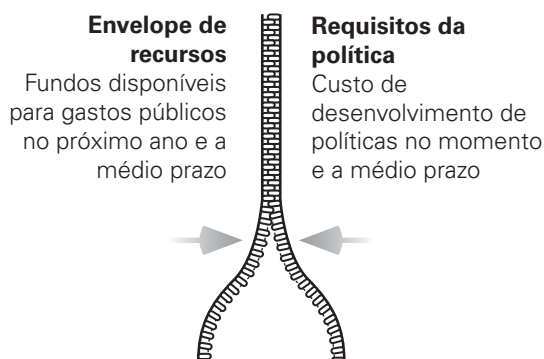 Envelope de
recursos
Fundos disponíveis
para gastos públicos
no próximo ano e a
médio prazo
Requisitos da
política
Custo de
desenvolvimento de
políticas no momento
e a médio prazo